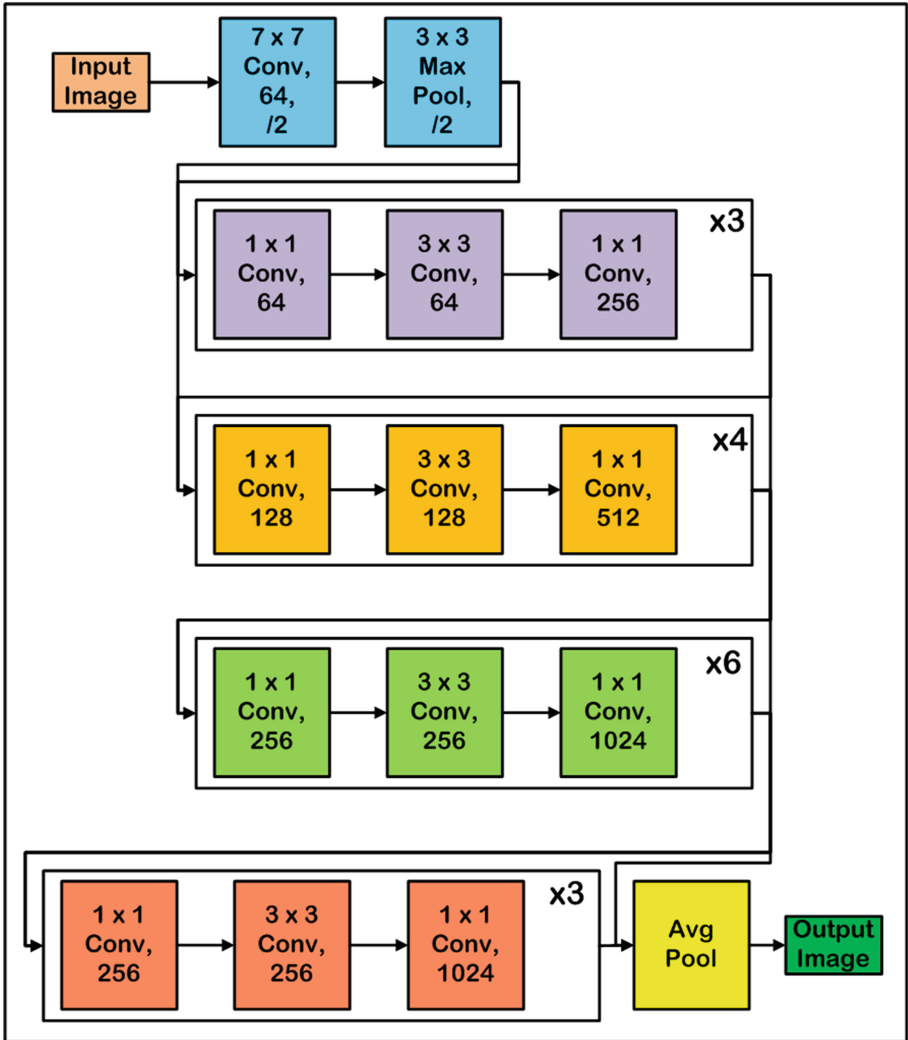 Input
Image
7 x 7
Conv,
64,
/2
3 x 3
Max
Pool,
/2
x3
1 x 1
Conv,
64
3 x 3
Conv,
64
1 x 1
Conv,
256
x4
1 x 1
Conv,
128
3 x 3
Conv,
128
1 x 1
Conv,
512
x6
1 x 1
Conv,
256
3 x 3
Conv,
256
1 x 1
Conv,
1024
x3
1 x 1
Conv,
256
3 x 3
Conv,
256
1 x 1
Conv,
1024
Avg
Pool
Output
Image